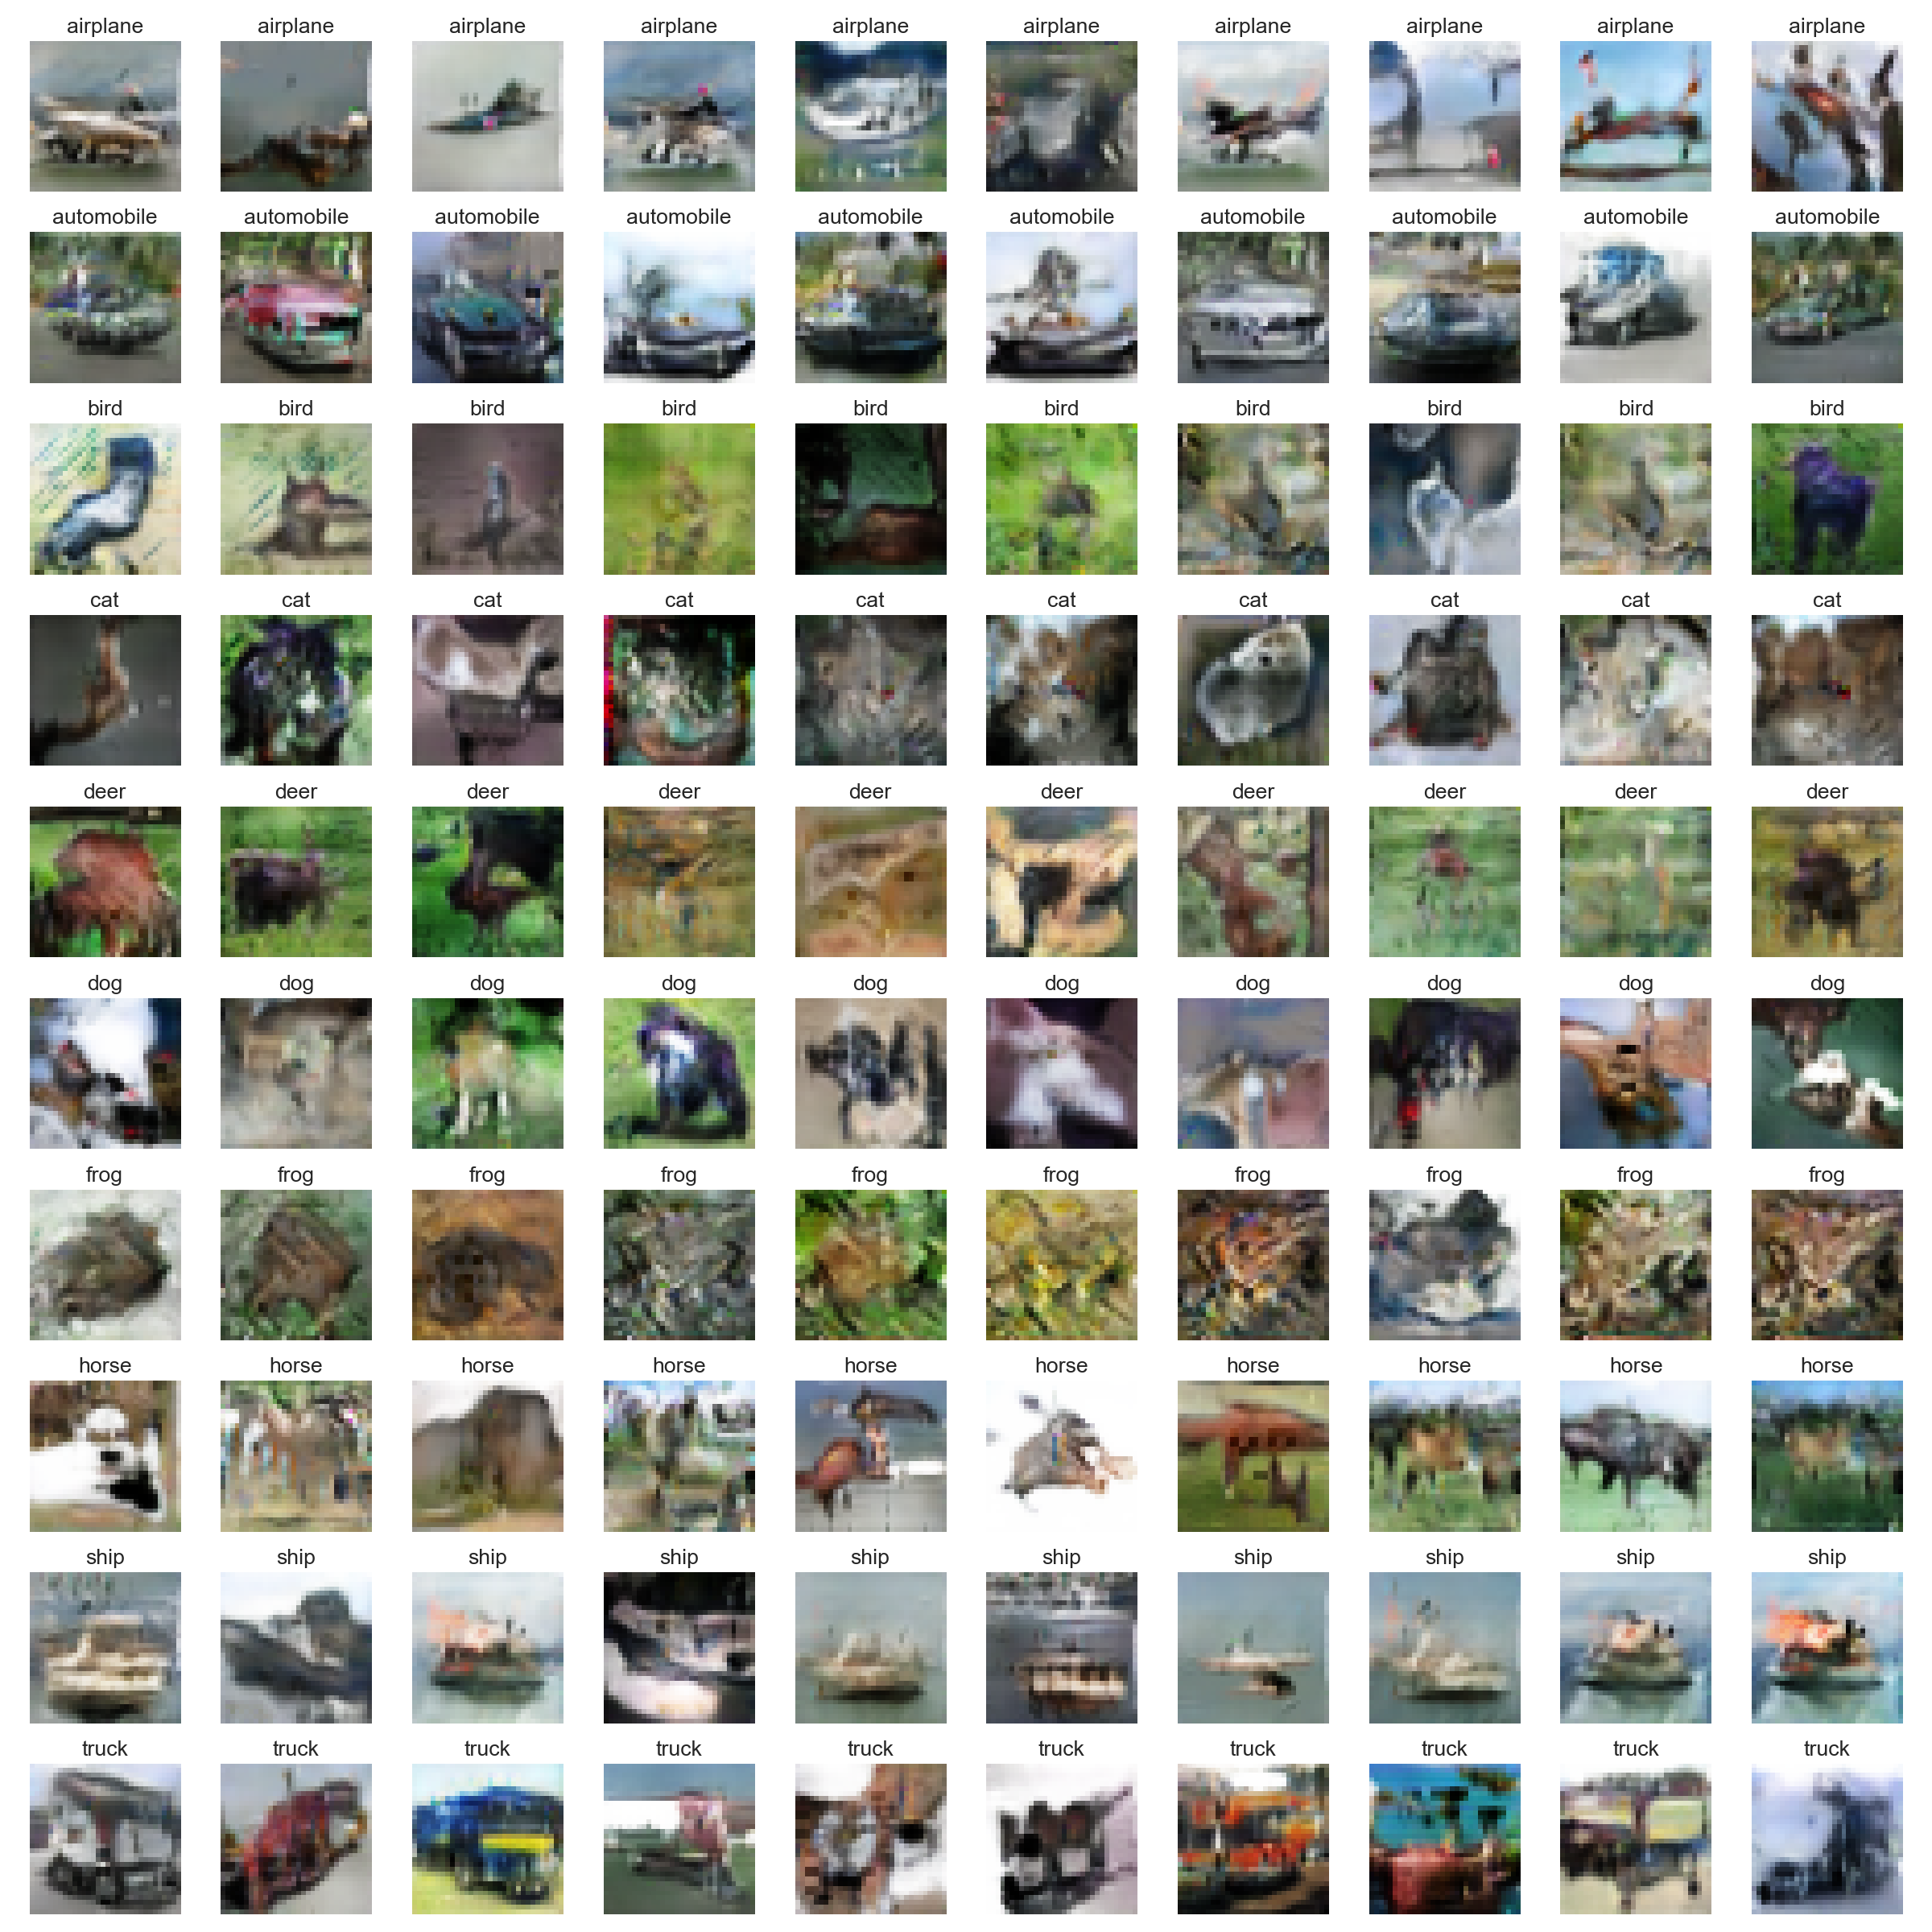 airplane airplane airplane airplane airplane airplane airplane airplane airplane airplane
automobile automobile automobile automobile automobile automobile automobile automobile automobile automobile
bird bird bird bird bird bird bird bird bird bird
cat cat cat cat cat cat cat cat cat cat
deer deer deer deer deer deer deer deer deer deer
dog dog dog dog dog dog dog dog dog dog
frog frog frog frog frog frog frog frog frog frog
horse horse horse horse horse horse horse horse horse horse
ship ship ship ship ship ship ship ship ship ship
truck truck truck truck truck truck truck truck truck truck